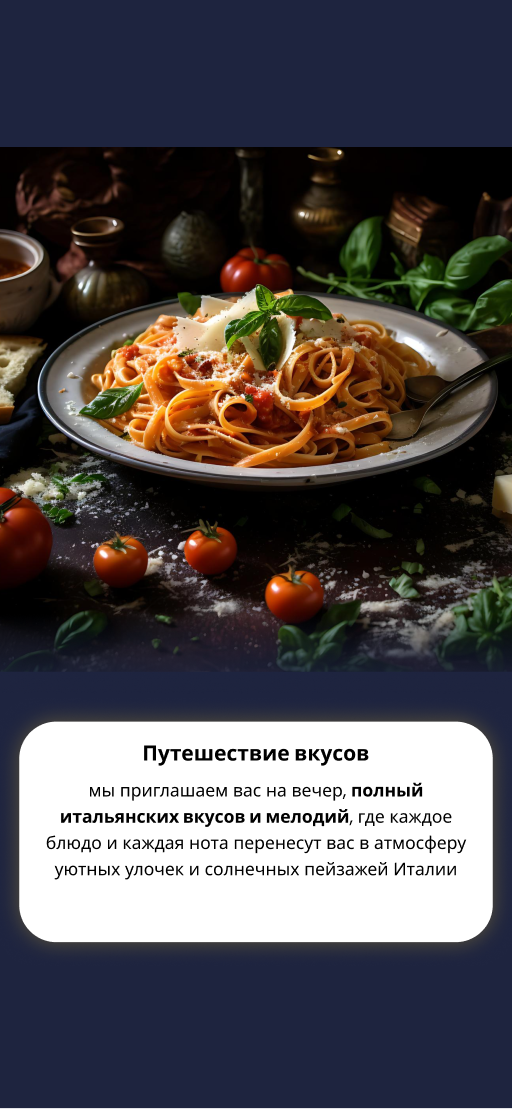 Путешествие вкусов
мы приглашаем вас на вечер, полный
итальянских вкусов и мелодий, где каждое
блюдо и каждая нота перенесут вас в атмосферу
уютных улочек и солнечных пейзажей Италии